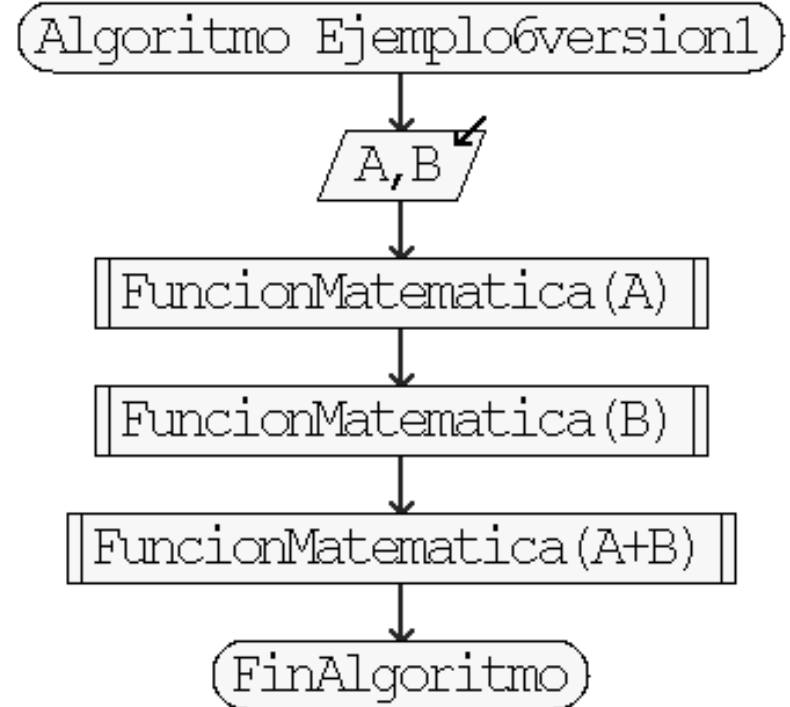 Algoritmo Ejemplo6version1
A,B
FuncionMatematica(A)
FuncionMatematica(B)
FuncionMatematica(A+B)
FinAlgoritmo